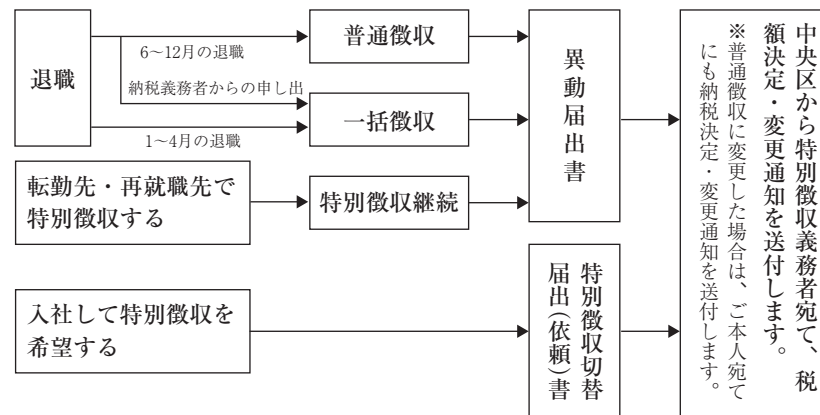 退職
6～12月の退職
納税義務者からの申し出
1～4月の退職
普通徴収
一括徴収
転勤先・再就職先で
特別徴収する
特別徴収継続
異動届出書
入社して特別徴収を
希望する
特別徴収切替
届出（依頼）書
中央区から特別徴収義務者宛て、税
額決定・変更通知を送付します。
※普通徴収に変更した場合は、ご本人宛て
にも納税決定・変更通知を送付します。